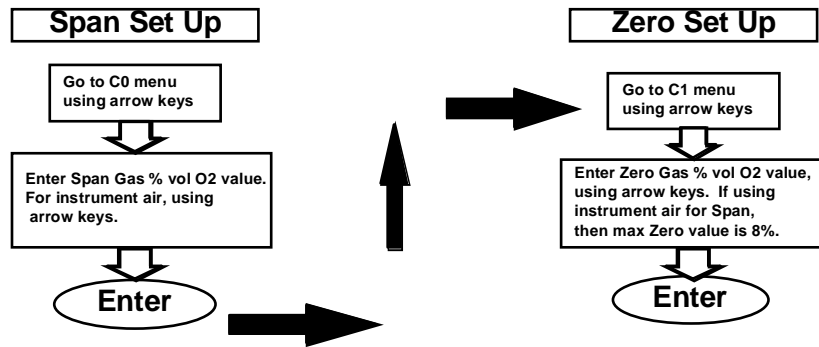 Span Set Up
Go to C0 menu
using arrow keys
Enter Span Gas % vol O2 value.
For instrument air, using
arrow keys.
Enter
Zero Set Up
Go to C1 menu
using arrow keys
Enter Zero Gas % vol O2 value,
using arrow keys. If using
instrument air for Span,
then max Zero value is 8%.
Enter